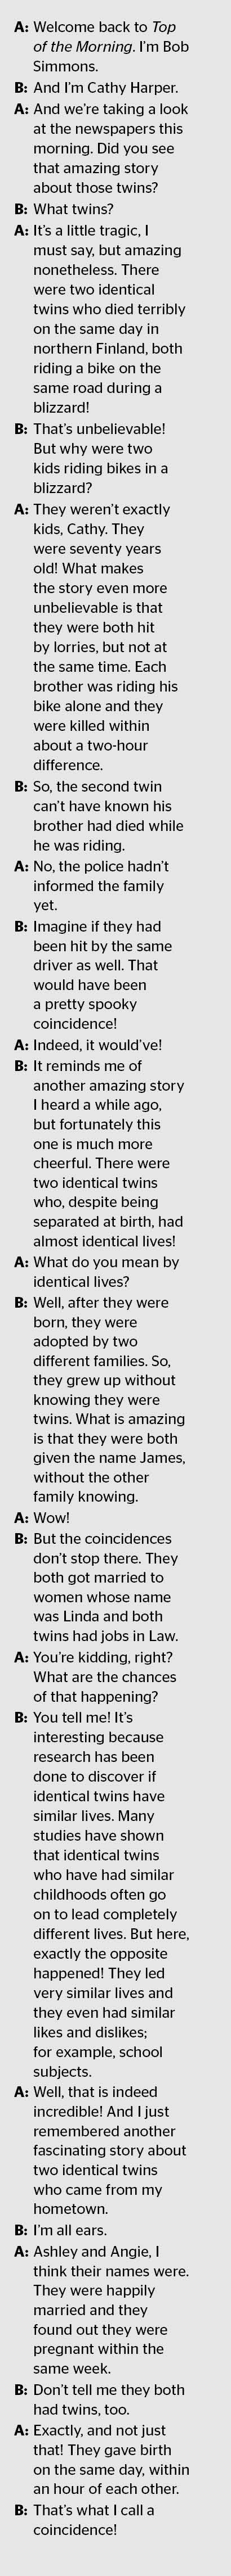 A: Welcome back to Top
of the Morning. I'm Bob
Simmons.
B: And I'm Cathy Harper.
A: And we're taking a look
at the newspapers this
morning. Did you see
that amazing story
about those twins?
B: What twins?
A: It's a little tragic, I
must say, but amazing
nonetheless. There
were two identical
twins who died terribly
on the same day in
northern Finland, both
riding a bike on the
same road during a
blizzard!
B: That's unbelievable!
But why were two
kids riding bikes in a
blizzard?
A: They weren't exactly
kids, Cathy. They
were seventy years
old! What makes
the story even more
unbelievable is that
they were both hit
by lorries, but not at
the same time. Each
brother was riding his
bike alone and they
were killed within
about a two-hour
difference.
B: So, the second twin
can't have known his
brother had died while
he was riding.
A: No, the police hadn't
informed the family
yet.
B: Imagine if they had
been hit by the same
driver as well. That
would have been
a pretty spooky
coincidence!
A: Indeed, it would've!
B: It reminds me of
another amazing story
I heard a while ago,
but fortunately this
one is much more
cheerful. There were
two identical twins
who, despite being
separated at birth, had
almost identical lives!
A: What do you mean by
identical lives?
B: Well, after they were
born, they were
adopted by two
different families. So,
they grew up without
knowing they were
twins. What is amazing
is that they were both
given the name James,
without the other
family knowing.
A: Wow!
B: But the coincidences
don't stop there. They
both got married to
women whose name
was Linda and both
twins had jobs in Law.
A: You're kidding, right?
What are the chances
of that happening?
B: You tell me! It's
interesting because
research has been
done to discover if
identical twins have
similar lives. Many
studies have shown
that identical twins
who have had similar
childhoods often go
on to lead completely
different lives. But here,
exactly the opposite
happened! They led
very similar lives and
they even had similar
likes and dislikes;
for example, school
subjects.
A: Well, that is indeed
incredible! And I just
remembered another
fascinating story about
two identical twins
who came from my
hometown.
B: I'm all ears.
A: Ashley and Angie, I
think their names were.
They were happily
married and they
found out they were
pregnant within the
same week.
B: Don't tell me they both
had twins, too.
A: Exactly, and not just
that! They gave birth
on the same day, within
an hour of each other.
B: That's what I call a
coincidence!